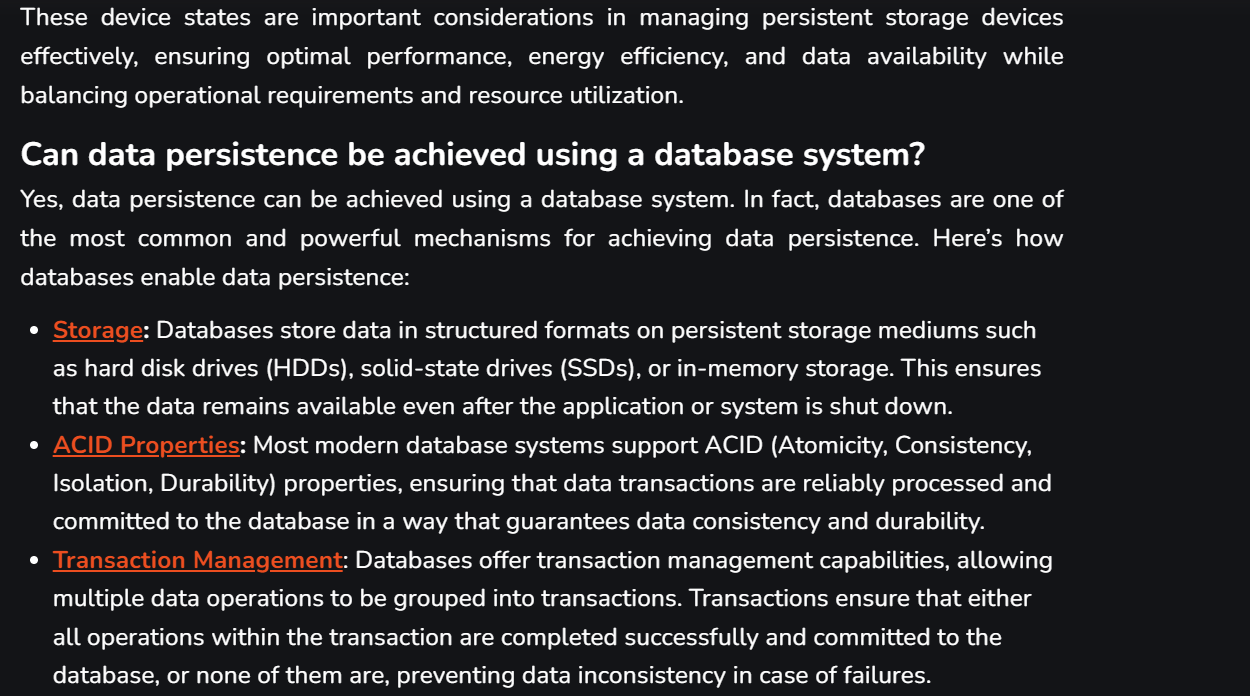 These device states are important considerations in managing persistent storage devices
effectively, ensuring optimal performance, energy efficiency, and data availability while
balancing operational requirements and resource utilization.
Can data persistence be achieved using a database system?
Yes, data persistence can be achieved using a database system. In fact, databases are one of
the most common and powerful mechanisms for achieving data persistence. Here’s how
databases enable data persistence:
• Storage: Databases store data in structured formats on persistent storage mediums such
as hard disk drives (HDDs), solid-state drives (SSDs), or in-memory storage. This ensures
that the data remains available even after the application or system is shut down.
• ACID Properties: Most modern database systems support ACID (Atomicity, Consistency,
Isolation, Durability) properties, ensuring that data transactions are reliably processed and
committed to the database in a way that guarantees data consistency and durability.
• Transaction Management: Databases offer transaction management capabilities, allowing
multiple data operations to be grouped into transactions. Transactions ensure that either
all operations within the transaction are completed successfully and committed to the
database, or none of them are, preventing data inconsistency in case of failures.